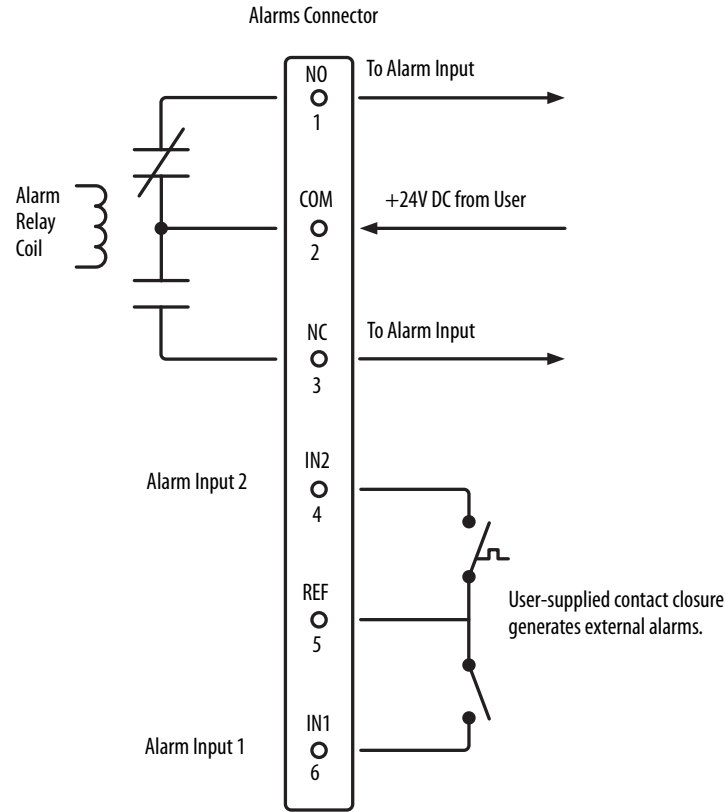 Alarms Connector
NO
1
To Alarm Input
Alarm
Relay
Coil
COM
2
+24V DC from User
NC
3
To Alarm Input
Alarm Input 2
IN2
4
REF
5
User-supplied contact closure
generates external alarms.
Alarm Input 1
IN1
6